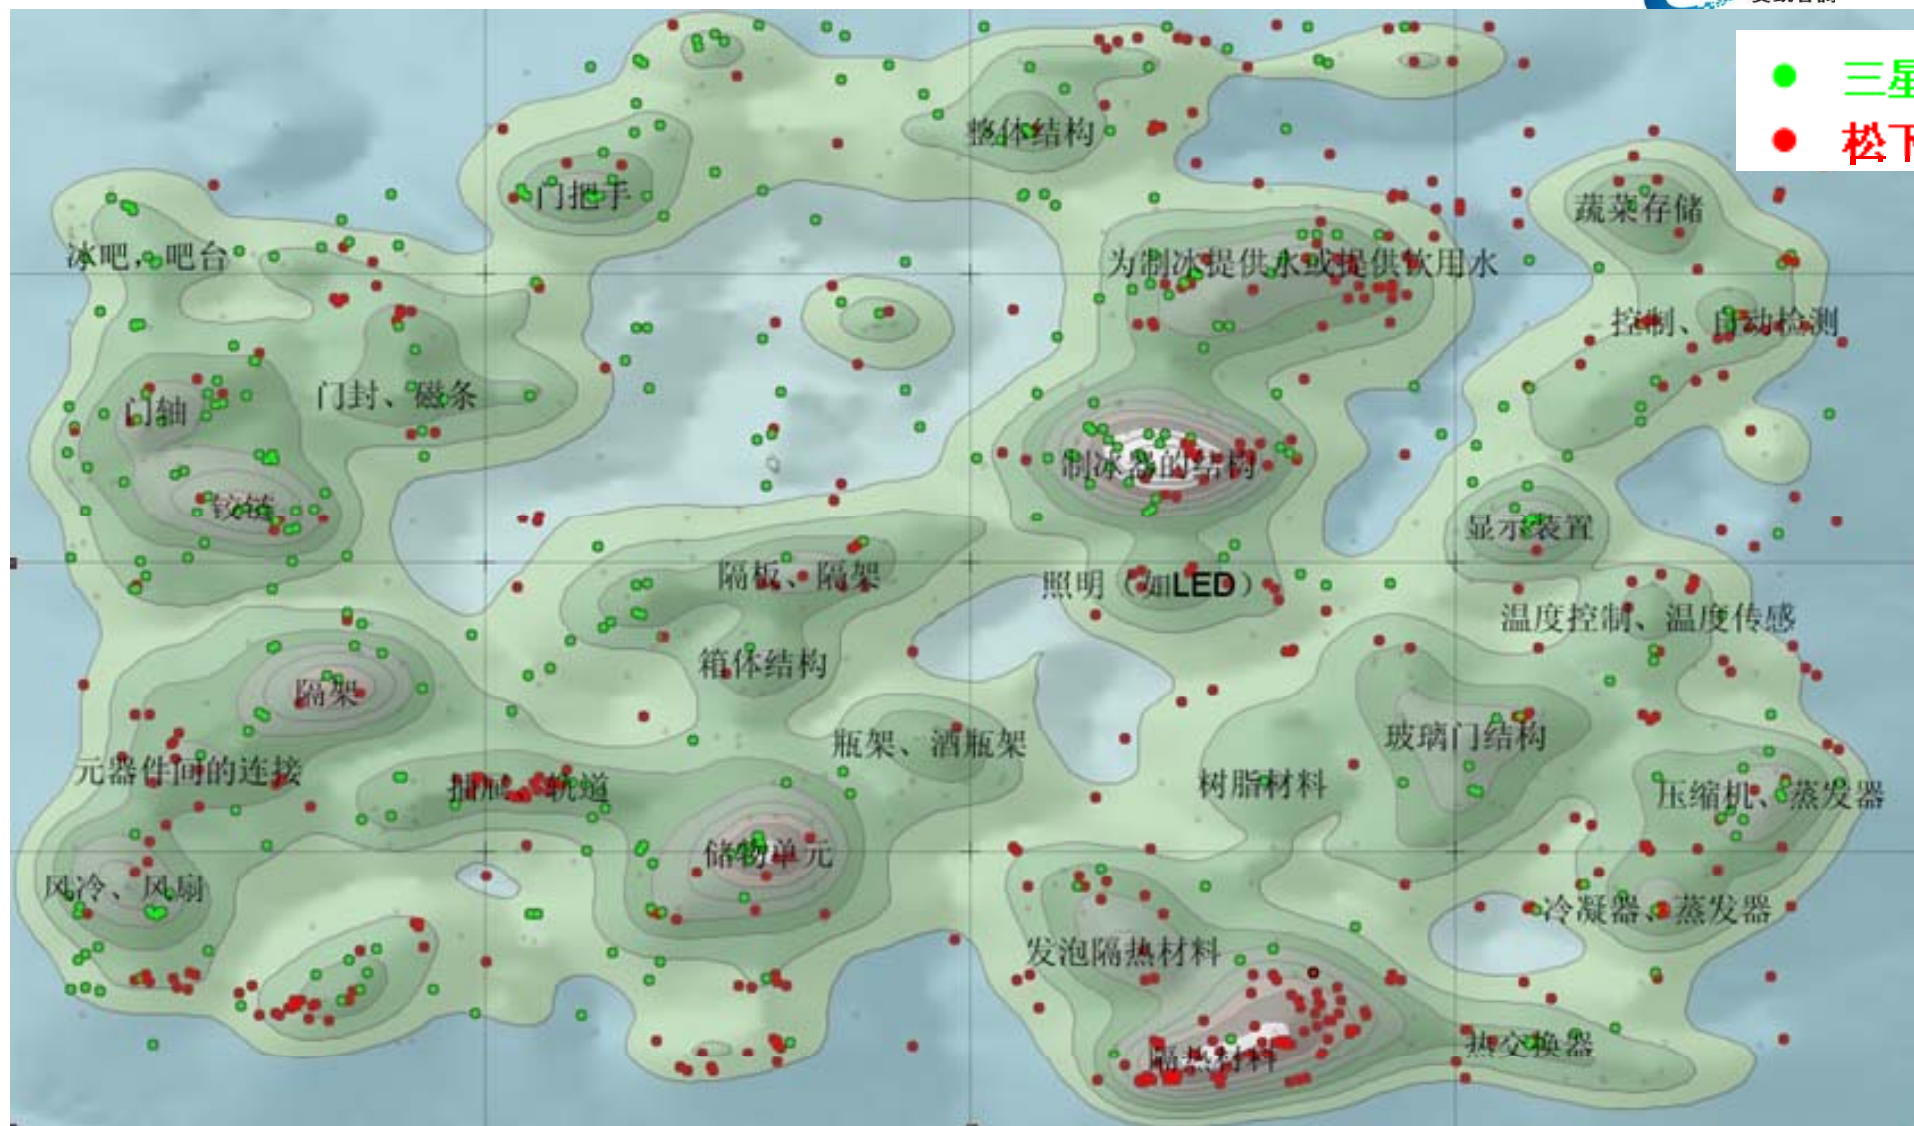 三星
松下
整体结构
门把手
蔬菜存储
冰吧，吧台
为制冰提供水或提供饮用水
控制、自动检测
门封、磁条
门轴
制冰器的结构
铰链
显示装置
隔板、隔架
照明（如LED）
温度控制、温度传感
箱体结构
隔架
瓶架、酒瓶架
玻璃门结构
元器件间的连接
抽屉、轨道
树脂材料
压缩机、蒸发器
储物单元
风冷、风扇
冷凝器、蒸发器
发泡隔热材料
隔热材料
热交换器